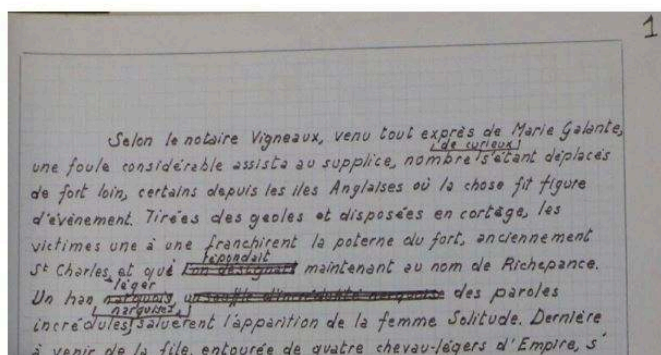 1
Selon le notaire Vigneaux, venu tout exprès de Marie Galante,
de curieux
une foule considérable assista au supplice, nombre s'étant déplacés
de fort loin, certains depuis les iles Anglaises où la chose fit figure
d'événement. Tirées des geoles et disposées en cortège, les
victimes une à une franchirent la poterne du fort, anciennement
répondait
St Charles, et qui l'on désignait maintenant au nom de Richepance.
léger
Un han narquois, un souffle d'incrédulité narquoise des paroles
narquises,
incrédules saluèrent l'apparition de la femme Solitude. Dernière
à venir de la file, entourée de quatre chevau-légers d'Empire, s'